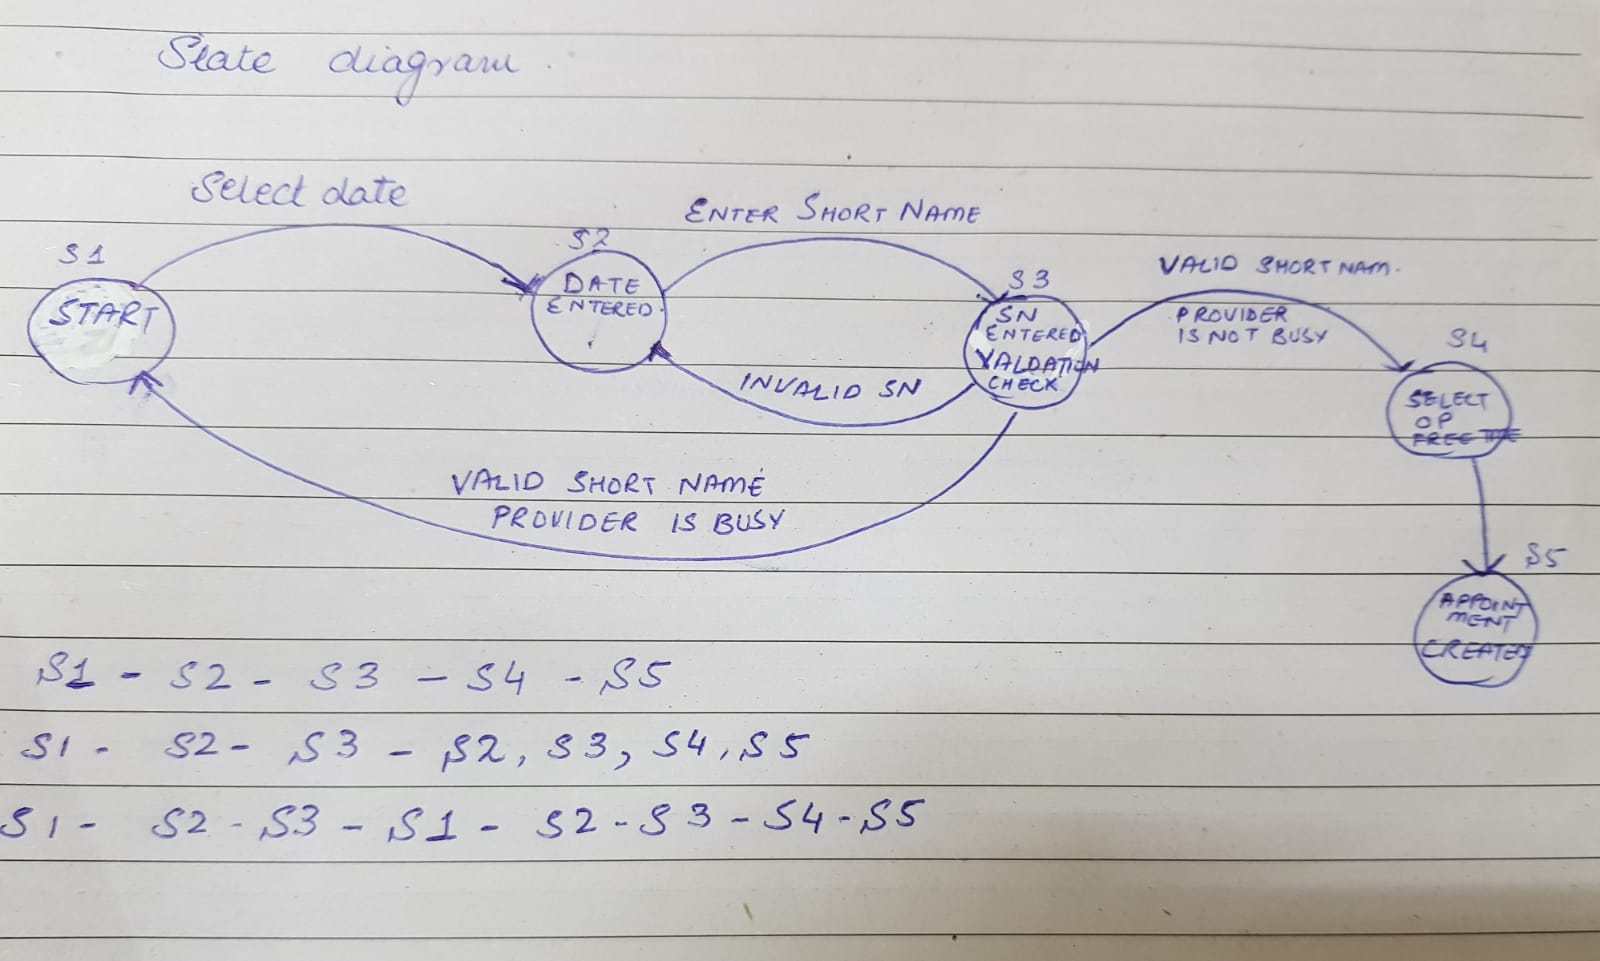 State diagram.
Select date
ENTER SHORT NAME
S1
START
S2
DATE
ENTERED.
S3
SN
ENTERED
VALDATION
CHECK
VALID SHORT NAM.
PROVIDER
IS NOT BUSY
S4
SELECT
OP
FREE TIME
INVALID SN
VALID SHORT NAME
PROVIDER IS BUSY
S5
APPOINT
MENT
CREATED
S1 - S2 - S3 - S4 - S5
S1 - S2 - S3 - S2, S3, S4, S5
S1 - S2 - S3 - S1 - S2 - S3 - S4 - S5